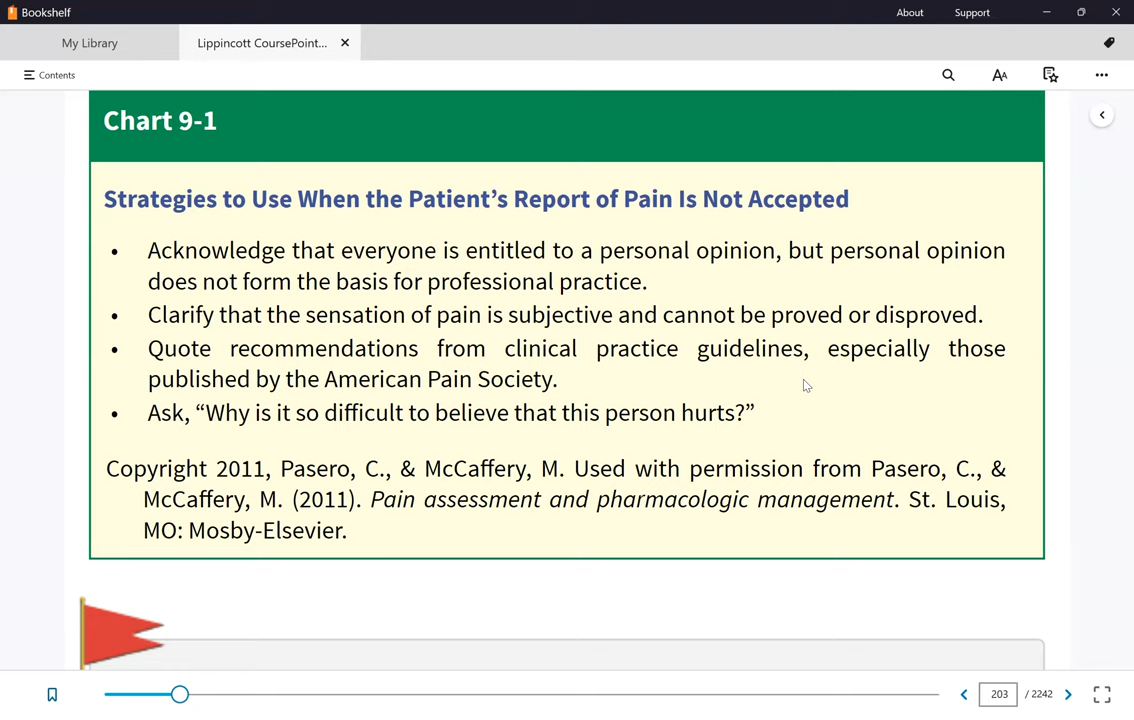 Bookshelf
About
Support
My Library
Lippincott CoursePoint...
Contents
Chart 9-1
Strategies to Use When the Patient’s Report of Pain Is Not Accepted
• Acknowledge that everyone is entitled to a personal opinion, but personal opinion
does not form the basis for professional practice.
• Clarify that the sensation of pain is subjective and cannot be proved or disproved.
• Quote recommendations from clinical practice guidelines, especially those
published by the American Pain Society.
• Ask, “Why is it so difficult to believe that this person hurts?”
Copyright 2011, Pasero, C., & McCaffery, M. Used with permission from Pasero, C., &
McCaffery, M. (2011). Pain assessment and pharmacologic management. St. Louis,
MO: Mosby-Elsevier.
203 / 2242